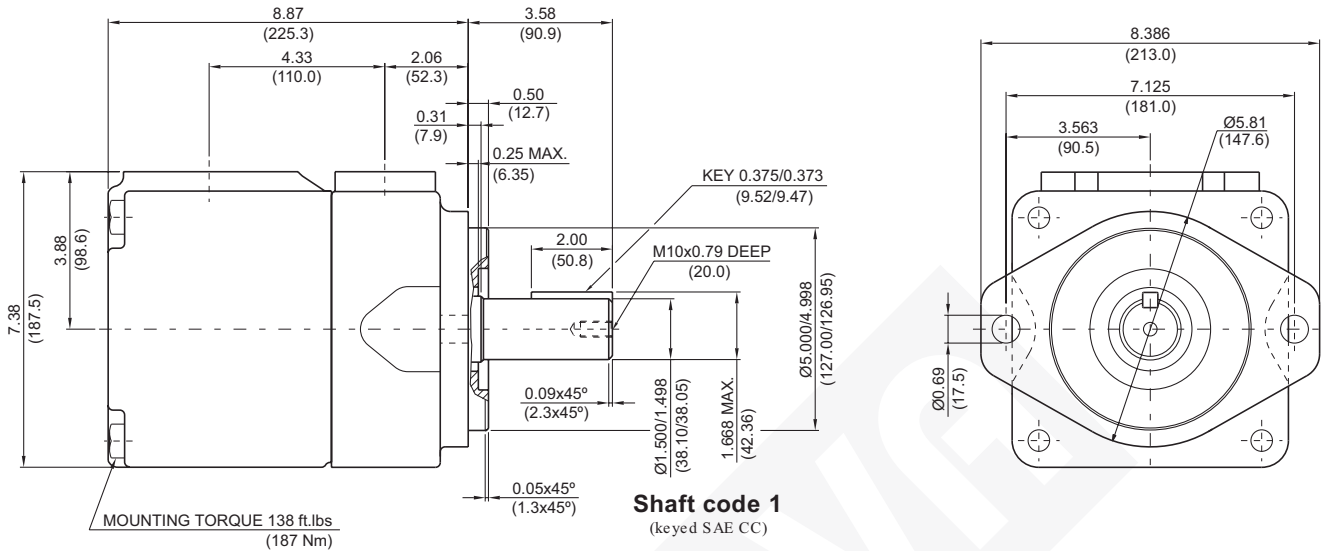 8.87
(225.3)
3.58
(90.9)
4.33
(110.0)
2.06
(52.3)
0.50
(12.7)
0.31
(7.9)
0.25 MAX.
(6.35)
KEY 0.375/0.373
(9.52/9.47)
2.00
(50.8)
M10x0.79 DEEP
(20.0)
7.38
(187.5)
3.88
(98.6)
0.09x45°
(2.3x45°)
0.05x45º
(1.3x45º)
Ø1.500/1.498
(38.10/38.05)
1.668 MAX.
(42.36)
Ø5.000/4.998
(127.00/126.95)
MOUNTING TORQUE 138 ft.lbs
(187 Nm)
Shaft code 1
(keyed SAE CC)
8.386
(213.0)
7.125
(181.0)
3.563
(90.5)
Ø5.81
(147.6)
Ø0.69
(17.5)